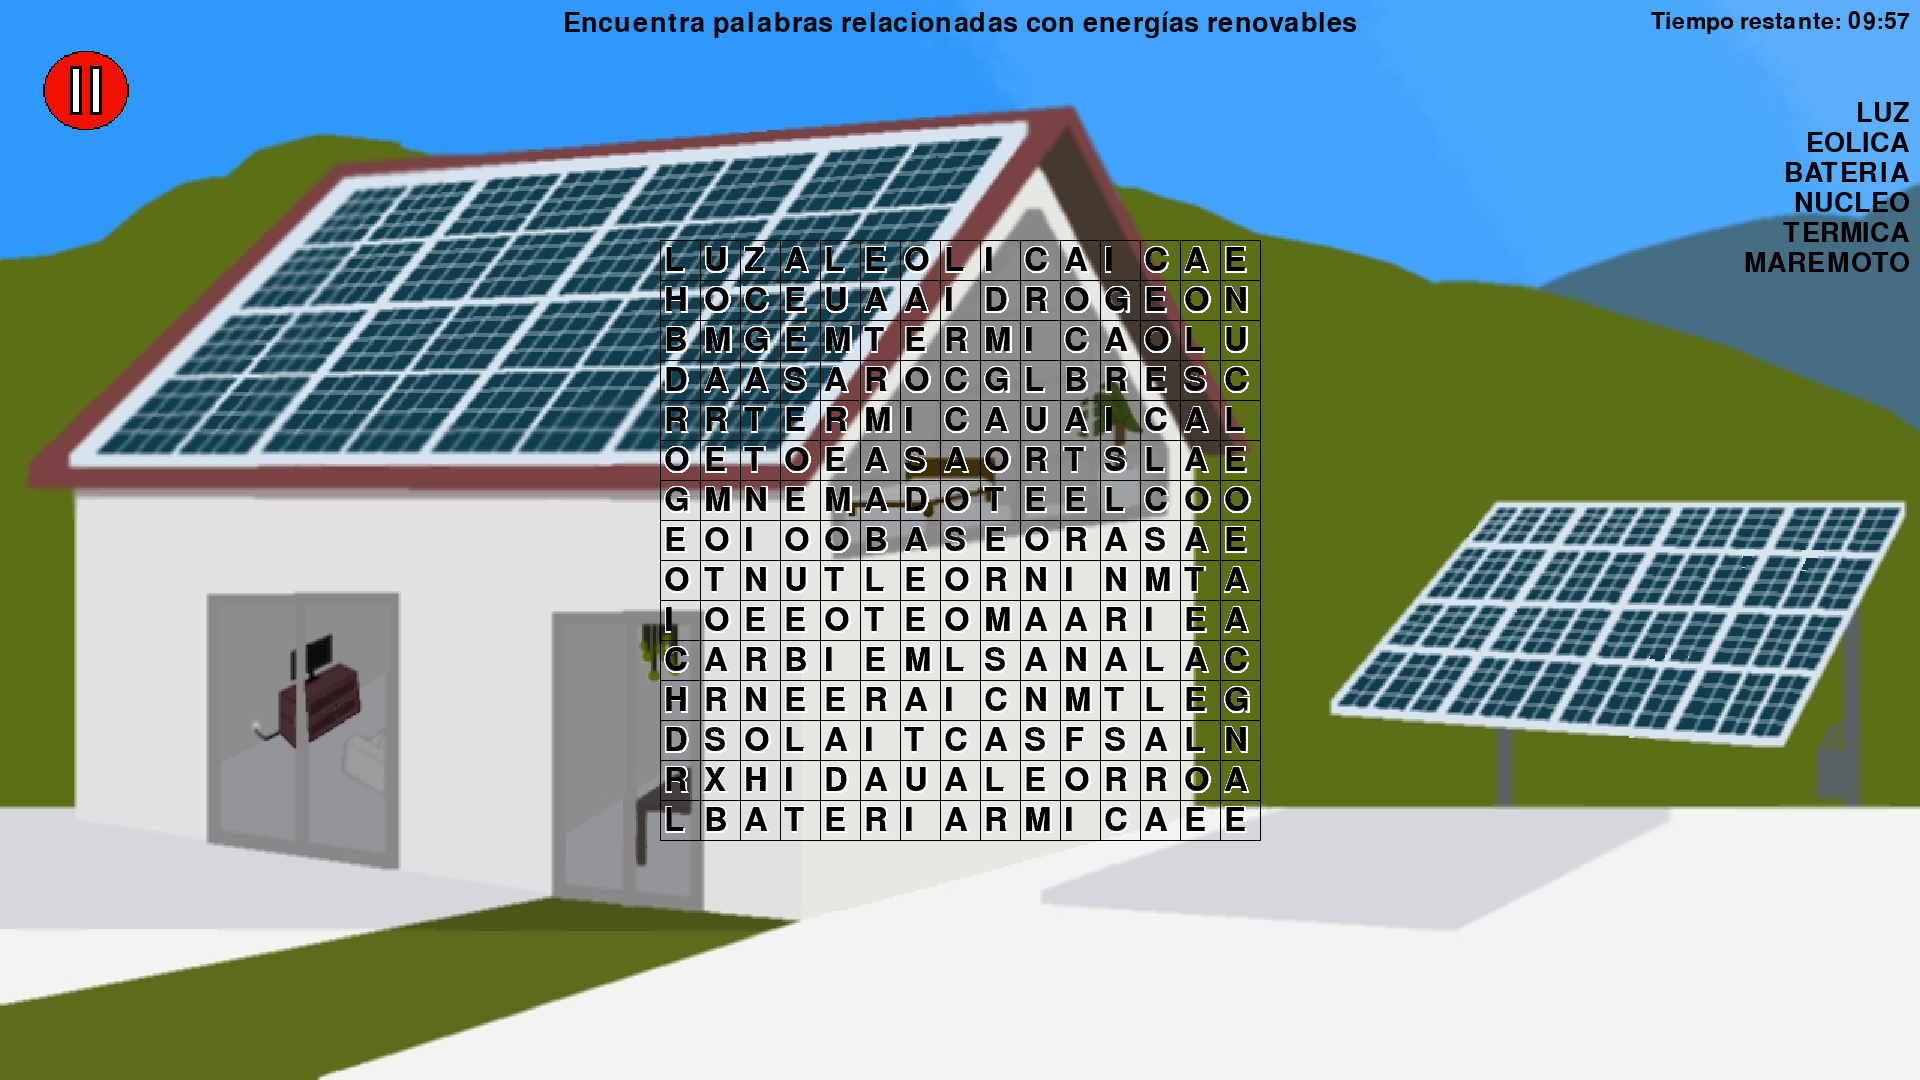 Encuentra palabras relacionadas con energías renovables
Tiempo restante: 09:57
LUZ
EOLICA
BATERIA
NUCLEO
TERMICA
MAREMOTO
L U Z A L E O L I C A I C A E
H O C E U A A I D R O G E O N
B M G E M T E R M I C A O L U
D A A S A R O C G L B R E S C
R R T E R M I C A U A I C A L
O E T O E A S A O R T S L A E
G M N E M A D O T E E L C O O
E O I O O B A S E O R A S A E
O T N U T L E O R N I N M T A
I O E E O T E O M A A R I E A
C A R B I E M L S A N A L A C
H R N E E R A I C N M T L E G
D S O L A I T C A S F S A L N
R X H I D A U A L E O R R O A
L B A T E R I A R M I C A E E